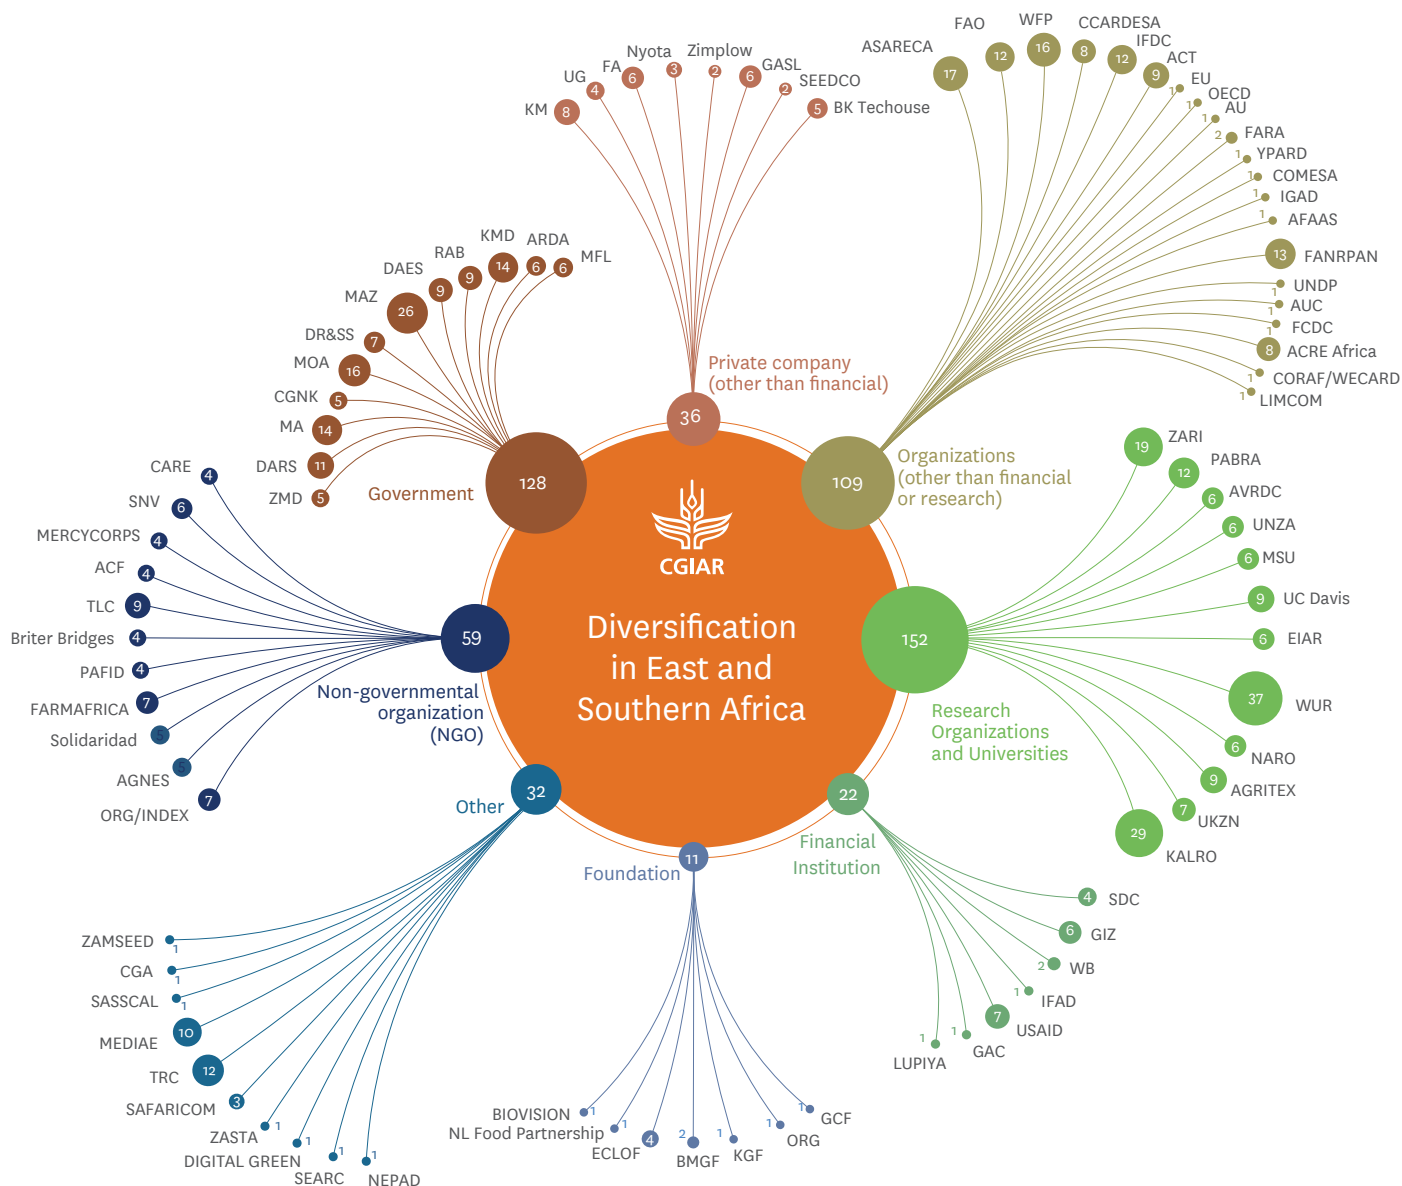 CGIAR
Diversification
in East and
Southern Africa
Private company
(other than financial)
36
KM
8
UG
4
FA
6
Nyota
3
Zimplow
2
GASL
6
SEEDCO
2
BK Techouse
5
Organizations
(other than financial
or research)
109
ASARECA
17
FAO
12
WFP
16
CCARDESA
8
IFDC
12
ACT
9
EU
1
OECD
1
AU
1
FARA
2
YPARD
1
COMESA
1
IGAD
1
AFAAS
1
FANRPAN
13
UNDP
1
AUC
1
FCDC
1
ACRE Africa
8
CORAF/WECARD
1
LIMCOM
1
Research
Organizations
and Universities
152
ZARI
19
PABRA
12
AVRDC
6
UNZA
6
MSU
6
UC Davis
9
EIAR
6
WUR
37
NARO
6
AGRITEX
9
UKZN
7
KALRO
29
Financial
Institution
22
SDC
4
GIZ
6
WB
2
IFAD
1
USAID
7
GAC
1
LUPIYA
1
Foundation
11
GCF
1
ORG
1
KGF
1
BMGF
2
ECLOF
4
NL Food Partnership
1
BIOVISION
1
Other
32
NEPAD
1
SEARC
1
DIGITAL GREEN
1
ZASTA
1
SAFARICOM
3
TRC
12
MEDIAE
10
SASSCAL
1
CGA
1
ZAMSEED
1
Non-governmental
organization
(NGO)
59
ORG/INDEX
7
AGNES
5
Solidaridad
5
FARMAFRICA
7
PAFID
4
Briter Bridges
4
TLC
9
ACF
4
MERCYCORPS
4
SNV
6
CARE
4
Government
128
ZMD
5
DARS
11
MA
14
CGNK
5
MOA
16
DR&SS
7
MAZ
26
DAES
9
RAB
9
KMD
14
ARDA
6
MFL
6